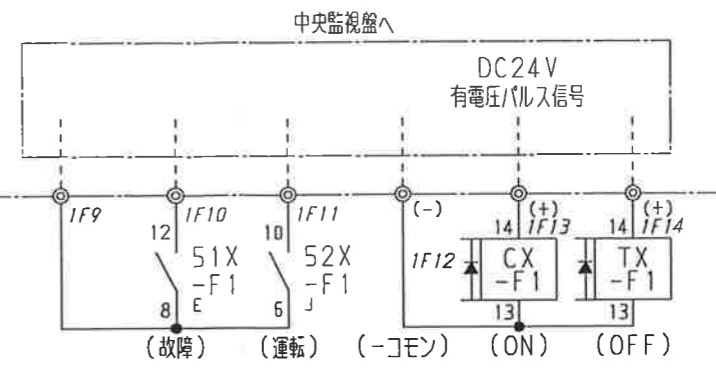 中央監視盤へ
DC24V
有電圧パルス信号
1F9
1F10
1F11
(-)
(+)
1F13
(+)
1F14
12
51X
-F1
8
E
10
52X
-F1
6
J
1F12
14
CX
-F1
13
14
TX
-F1
13
(故障)
(運転)
(-コモン)
(ON)
(OFF)